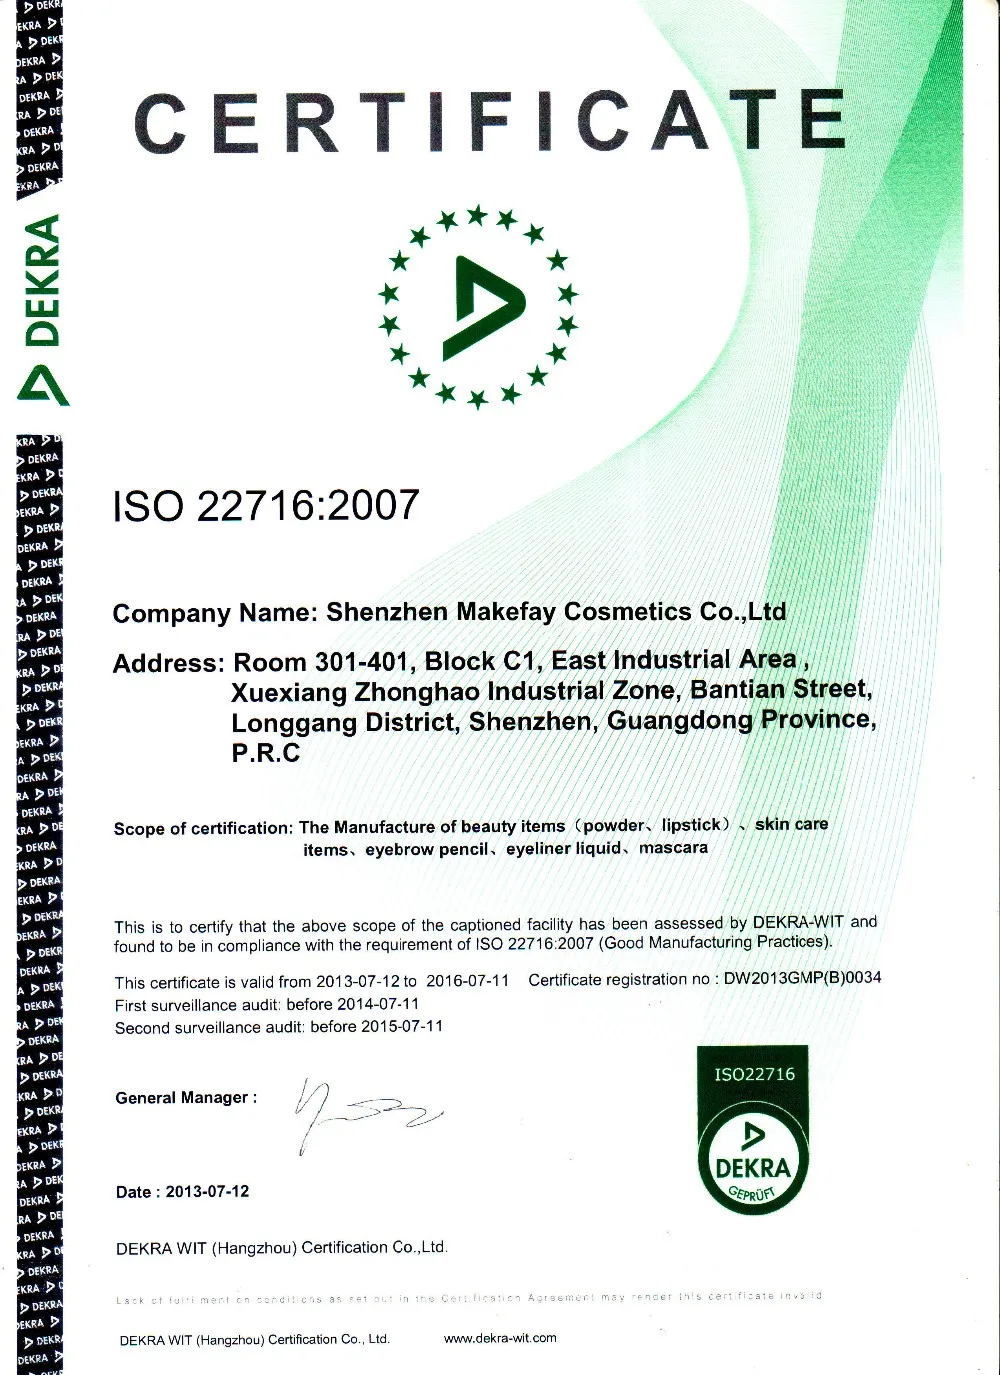 CERTIFICATE
DEKRA
ISO 22716:2007
Company Name: Shenzhen Makefay Cosmetics Co.,Ltd
Address: Room 301-401, Block C1, East Industrial Area ,
Xuexiang Zhonghao Industrial Zone, Bantian Street,
Longgang District, Shenzhen, Guangdong Province,
P.R.C
Scope of certification: The Manufacture of beauty items（powder、lipstick）、skin care
items、eyebrow pencil、eyeliner liquid、mascara
This is to certify that the above scope of the captioned facility has been assessed by DEKRA-WIT and
found to be in compliance with the requirement of ISO 22716:2007 (Good Manufacturing Practices).
This certificate is valid from 2013-07-12 to 2016-07-11 Certificate registration no : DW2013GMP(B)0034
First surveillance audit: before 2014-07-11
Second surveillance audit: before 2015-07-11
ISO22716
DEKRA
GEPRÜFT
General Manager :
Date : 2013-07-12
DEKRA WIT (Hangzhou) Certification Co.,Ltd.
Lack of fulfilment on conditions as set out in the Certification Agreement may render this certificate invalid
DEKRA WIT (Hangzhou) Certification Co., Ltd. www.dekra-wit.com